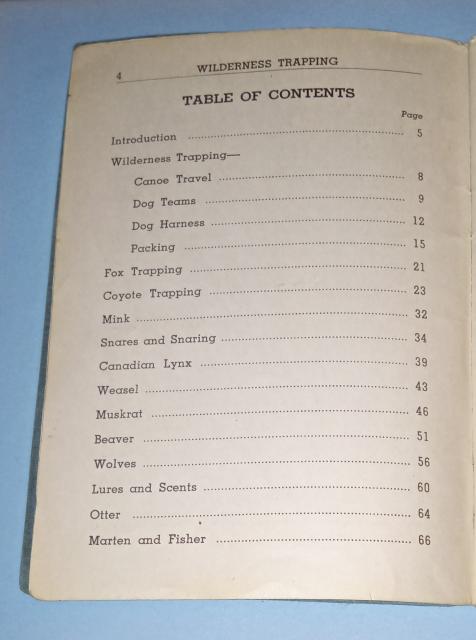 4
WILDERNESS TRAPPING
TABLE OF CONTENTS
Page
Introduction ........ 5
Wilderness Trapping—
Canoe Travel ........ 8
Dog Teams ........ 9
Dog Harness ........ 12
Packing ........ 15
Fox Trapping ........ 21
Coyote Trapping ........ 23
Mink ........ 32
Snares and Snaring ........ 34
Canadian Lynx ........ 39
Weasel ........ 43
Muskrat ........ 46
Beaver ........ 51
Wolves ........ 56
Lures and Scents ........ 60
Otter ........ 64
Marten and Fisher ........ 66